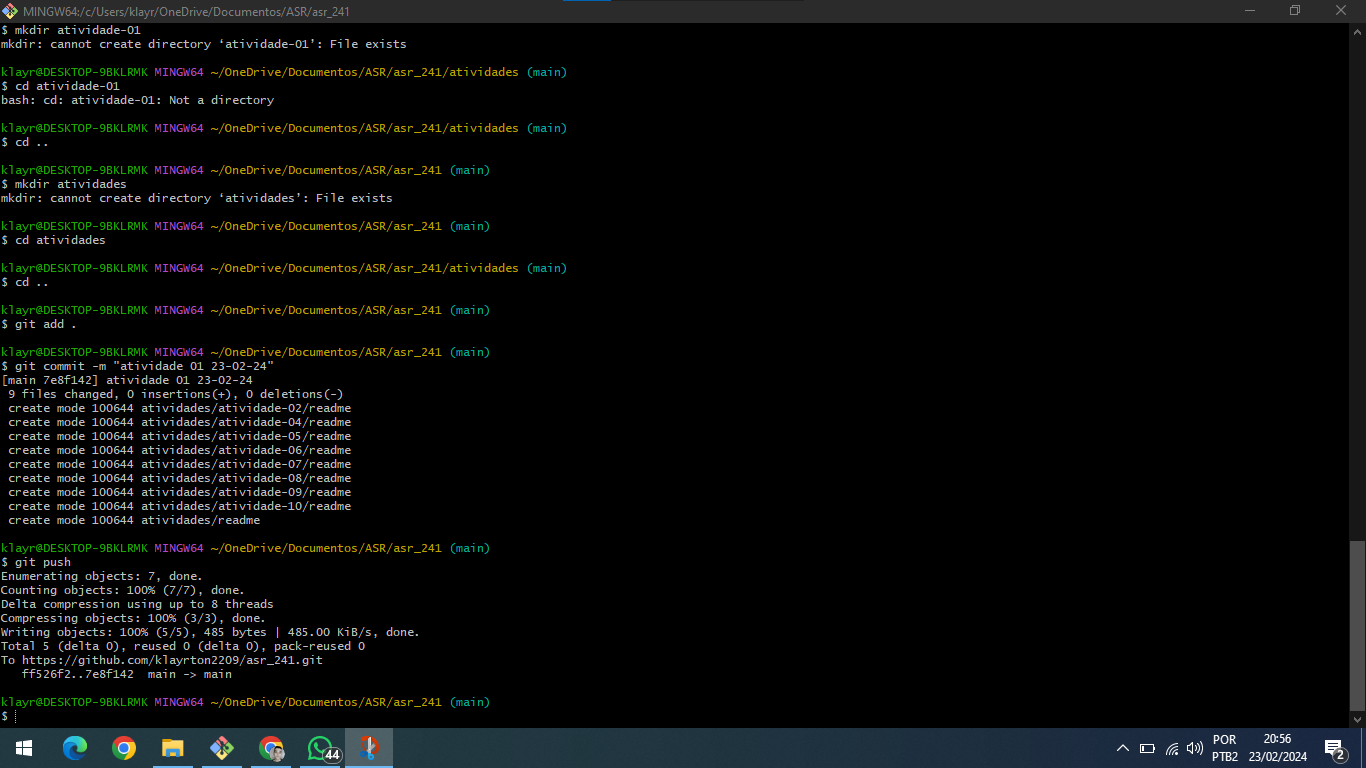 MINGW64:/c/Users/klayr/OneDrive/Documentos/ASR/asr_241
$ mkdir atividade-01
mkdir: cannot create directory ‘atividade-01’: File exists
klayr@DESKTOP-9BKLRMK MINGW64 ~/OneDrive/Documentos/ASR/asr_241/atividades (main)
$ cd atividade-01
bash: cd: atividade-01: Not a directory
klayr@DESKTOP-9BKLRMK MINGW64 ~/OneDrive/Documentos/ASR/asr_241/atividades (main)
$ cd ..
klayr@DESKTOP-9BKLRMK MINGW64 ~/OneDrive/Documentos/ASR/asr_241 (main)
$ mkdir atividades
mkdir: cannot create directory ‘atividades’: File exists
klayr@DESKTOP-9BKLRMK MINGW64 ~/OneDrive/Documentos/ASR/asr_241 (main)
$ cd atividades
klayr@DESKTOP-9BKLRMK MINGW64 ~/OneDrive/Documentos/ASR/asr_241/atividades (main)
$ cd ..
klayr@DESKTOP-9BKLRMK MINGW64 ~/OneDrive/Documentos/ASR/asr_241 (main)
$ git add .
klayr@DESKTOP-9BKLRMK MINGW64 ~/OneDrive/Documentos/ASR/asr_241 (main)
$ git commit -m "atividade 01 23-02-24"
[main 7e8f142] atividade 01 23-02-24
9 files changed, 0 insertions(+), 0 deletions(-)
create mode 100644 atividades/atividade-02/readme
create mode 100644 atividades/atividade-04/readme
create mode 100644 atividades/atividade-05/readme
create mode 100644 atividades/atividade-06/readme
create mode 100644 atividades/atividade-07/readme
create mode 100644 atividades/atividade-08/readme
create mode 100644 atividades/atividade-09/readme
create mode 100644 atividades/atividade-10/readme
create mode 100644 atividades/readme
klayr@DESKTOP-9BKLRMK MINGW64 ~/OneDrive/Documentos/ASR/asr_241 (main)
$ git push
Enumerating objects: 7, done.
Counting objects: 100% (7/7), done.
Delta compression using up to 8 threads
Compressing objects: 100% (3/3), done.
Writing objects: 100% (5/5), 485 bytes | 485.00 KiB/s, done.
Total 5 (delta 0), reused 0 (delta 0), pack-reused 0
To https://github.com/klayrton2209/asr_241.git
ff526f2..7e8f142  main -> main
klayr@DESKTOP-9BKLRMK MINGW64 ~/OneDrive/Documentos/ASR/asr_241 (main)
$
44
POR
PTB2
20:56
23/02/2024
2